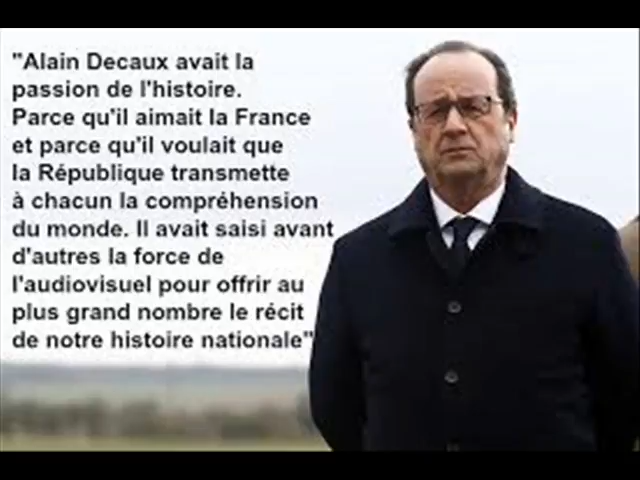 "Alain Decaux avait la
passion de l'histoire.
Parce qu'il aimait la France
et parce qu'il voulait que
la République transmette
à chacun la compréhension
du monde. Il avait saisi avant
d'autres la force de
l'audiovisuel pour offrir au
plus grand nombre le récit
de notre histoire nationale"